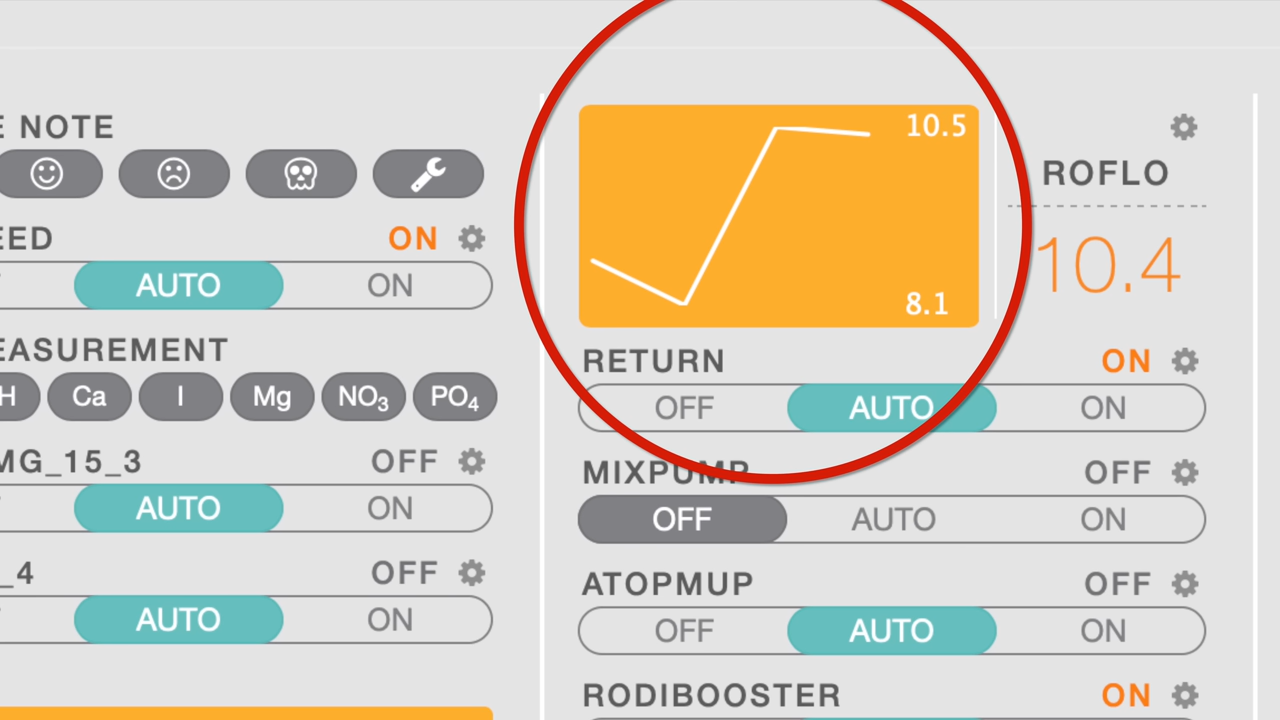 E NOTE
EED
ON
AUTO
ON
EASUREMENT
H
Ca
I
Mg
NO₃
PO₄
MG_15_3
OFF
AUTO
ON
_4
OFF
AUTO
ON
10.5
8.1
ROFLO
10.4
RETURN
ON
OFF
AUTO
ON
MIXPUMP
OFF
OFF
AUTO
ON
ATOPMUP
OFF
OFF
AUTO
ON
RODIBOOSTER
ON